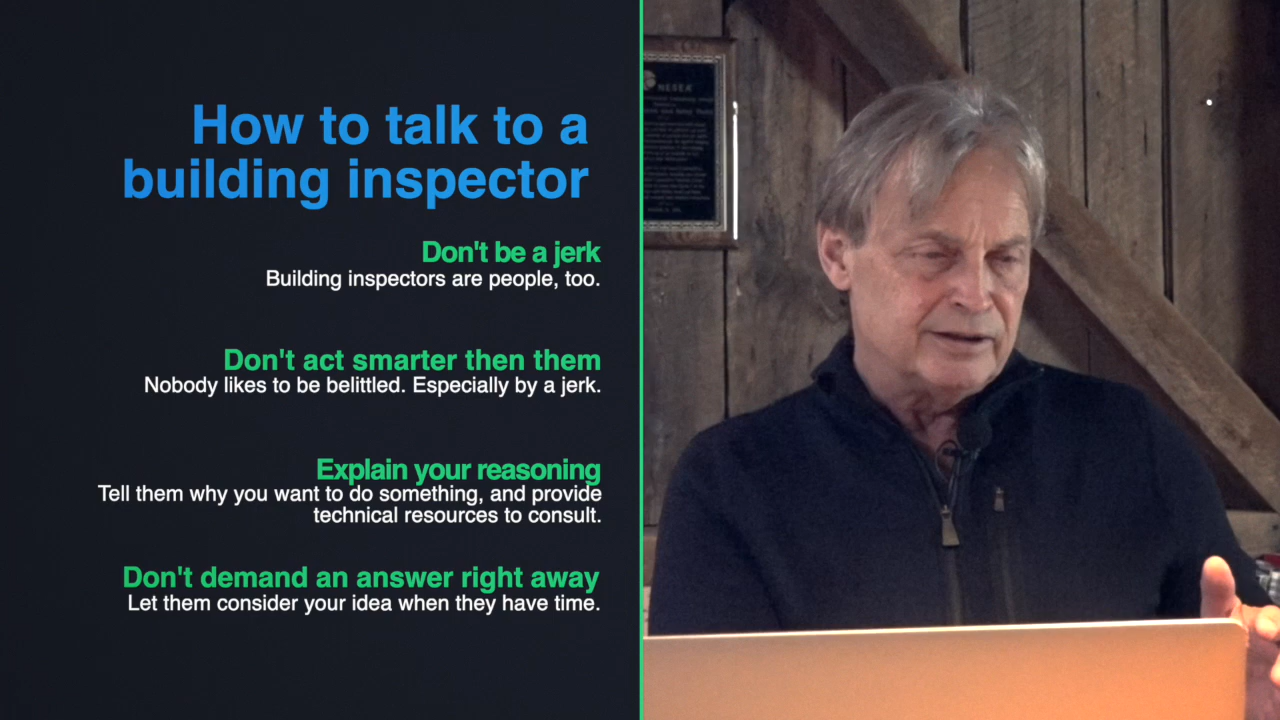 How to talk to a
building inspector
Don't be a jerk
Building inspectors are people, too.
Don't act smarter then them
Nobody likes to be belittled. Especially by a jerk.
Explain your reasoning
Tell them why you want to do something, and provide
technical resources to consult.
Don't demand an answer right away
Let them consider your idea when they have time.
NESEA